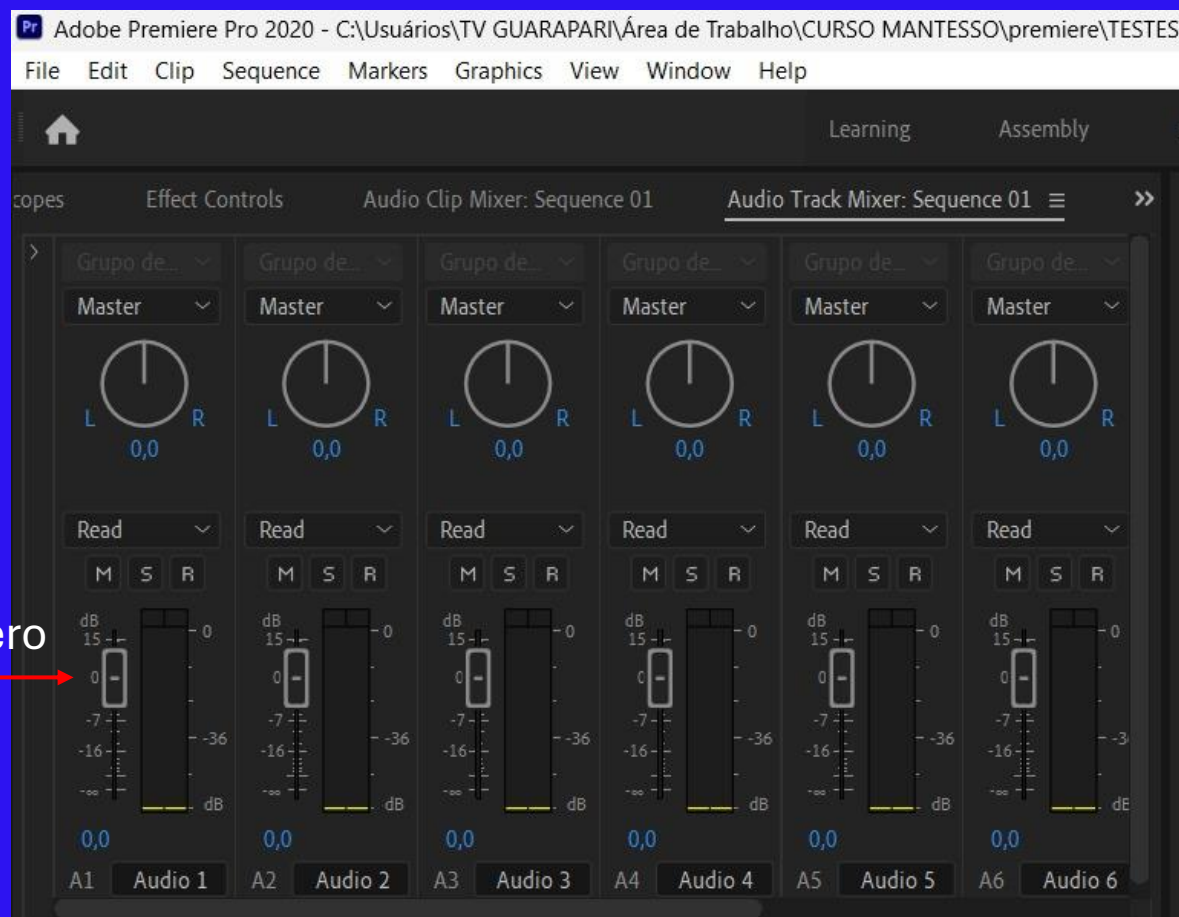 Pr Adobe Premiere Pro 2020 - C:\Usuários\TV GUARAPARI\Área de Trabalho\CURSO MANTESSO\premiere\TESTES
File Edit Clip Sequence Markers Graphics View Window Help
Learning Assembly
copes Effect Controls Audio Clip Mixer: Sequence 01 Audio Track Mixer: Sequence 01
Grupo de... Grupo de... Grupo de... Grupo de... Grupo de... Grupo de...
Master Master Master Master Master Master
L R L R L R L R L R L R
0,0 0,0 0,0 0,0 0,0 0,0
Read Read Read Read Read Read
M S R M S R M S R M S R M S R M S R
dB dB dB dB dB dB
15 0 15 0 15 0 15 0 15 0 15 0
ero
0 0 0 0 0 0
-7 -7 -7 -7 -7 -7
-16 -36 -16 -36 -16 -36 -16 -36 -16 -36 -16 -3
-∞ dB -∞ dB -∞ dB -∞ dB -∞ dB -∞ dB
0,0 0,0 0,0 0,0 0,0 0,0
A1 Audio 1 A2 Audio 2 A3 Audio 3 A4 Audio 4 A5 Audio 5 A6 Audio 6